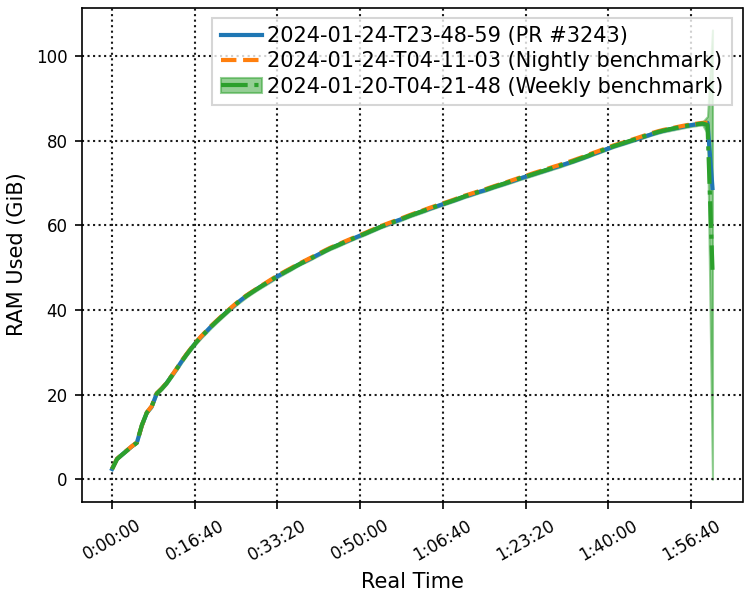 2024-01-24-T23-48-59 (PR #3243)
2024-01-24-T04-11-03 (Nightly benchmark)
2024-01-20-T04-21-48 (Weekly benchmark)
100
80
60
40
20
0
RAM Used (GiB)
0:00:00
0:16:40
0:33:20
0:50:00
1:06:40
1:23:20
1:40:00
1:56:40
Real Time